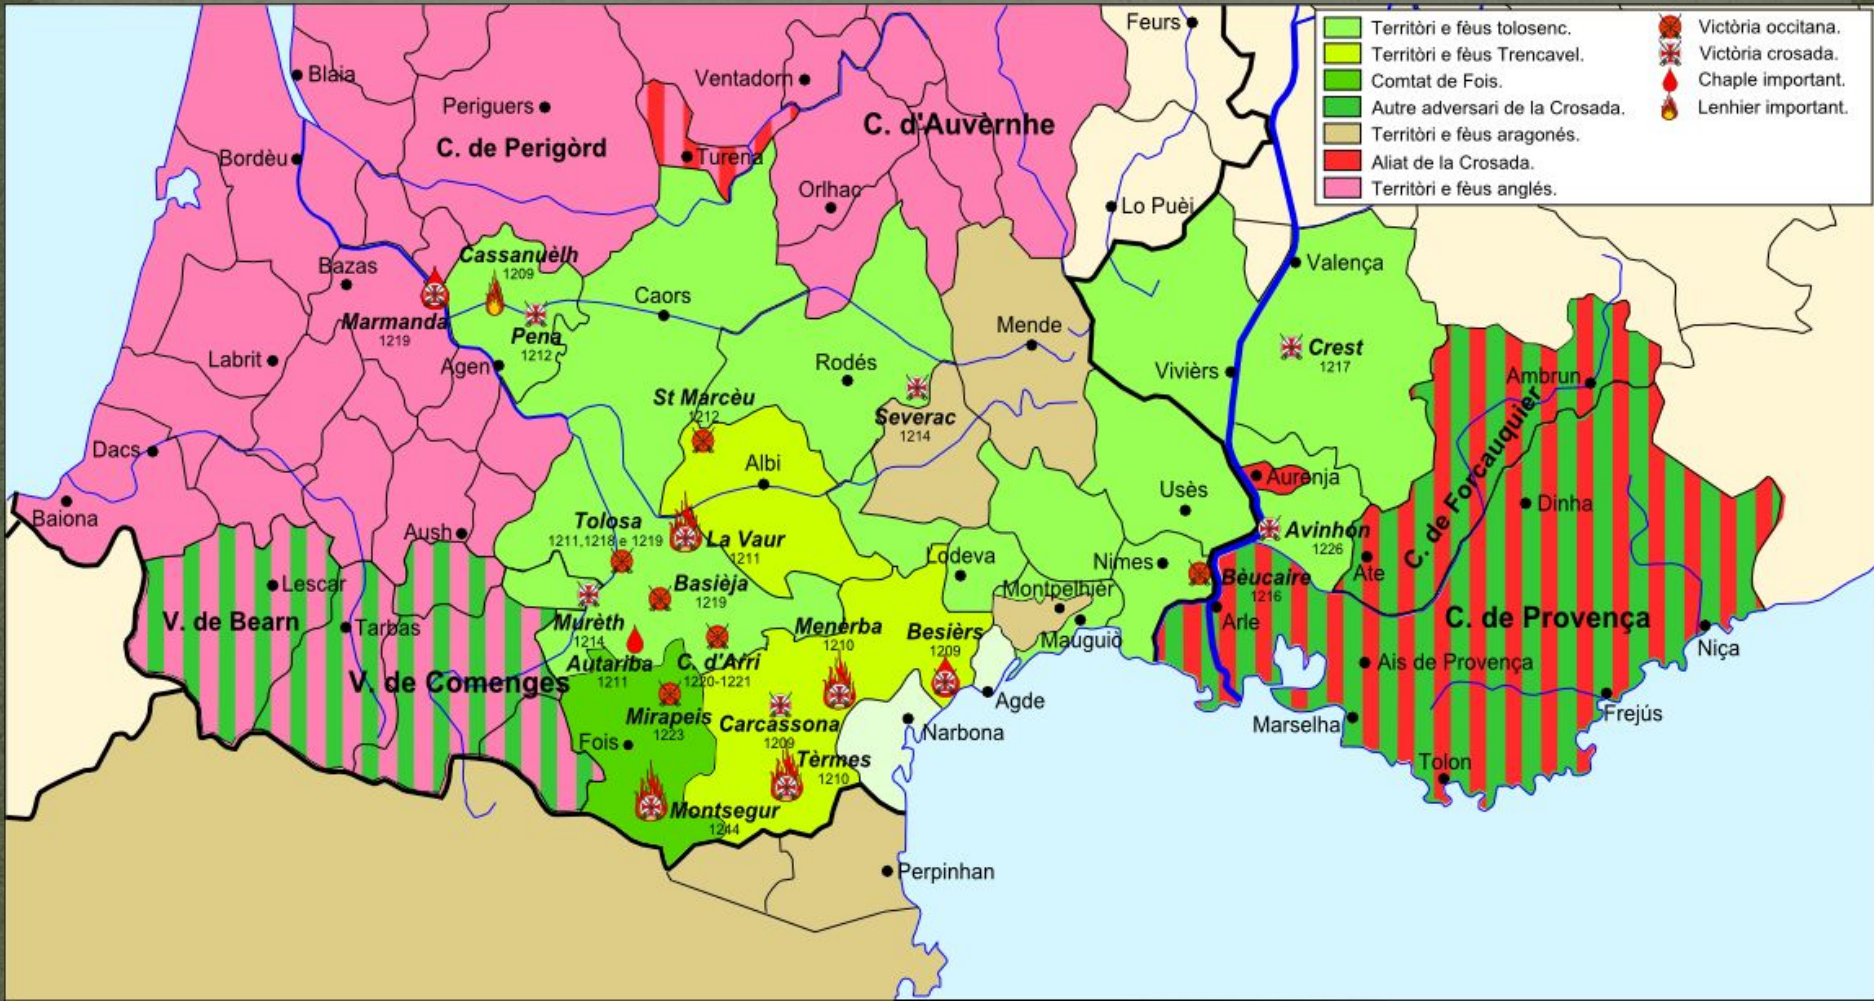 Territòri e fèus tolosenc.
Territòri e fèus Trencavel.
Comtat de Fois.
Autre adversari de la Crosada.
Territòri e fèus aragonés.
Aliat de la Crosada.
Territòri e fèus anglés.
Victòria occitana.
Victòria crosada.
Chaple important.
Lenhier important.
Feurs
Blaia
Ventadorn
Periguers
C. d'Auvèrnhe
C. de Perigòrd
Bordèu
Turena
Orlhac
Lo Puèi
Cassanuèlh
1209
Bazas
Valença
Caors
Marmanda
1219
Pena
1212
Mende
Crest
1217
Labrit
Agen
Rodés
Vivièrs
Ambrun
St Marcèu
1212
Severac
1214
Dacs
Albi
Aurenja
C. de Forcauquier
Usès
Dinha
Baiona
Tolosa
1211,1218 e 1219
Aush
La Vaur
1211
Avinhon
1226
Lodeva
Nimes
Ate
Lescar
Basièja
1219
Montpelhièr
Bèucaire
1216
V. de Bearn
Tarbas
Murèth
1214
Menèrba
1210
Besièrs
1209
Mauguiò
Arle
C. de Provença
Niça
Autariba
1211
C. d'Arri
1220-1221
Ais de Provença
V. de Comenges
Agde
Mirapeis
1223
Carcassona
1209
Narbona
Marselha
Frejús
Fois
Tèrmes
1210
Tolon
Montsegur
1244
Perpinhan